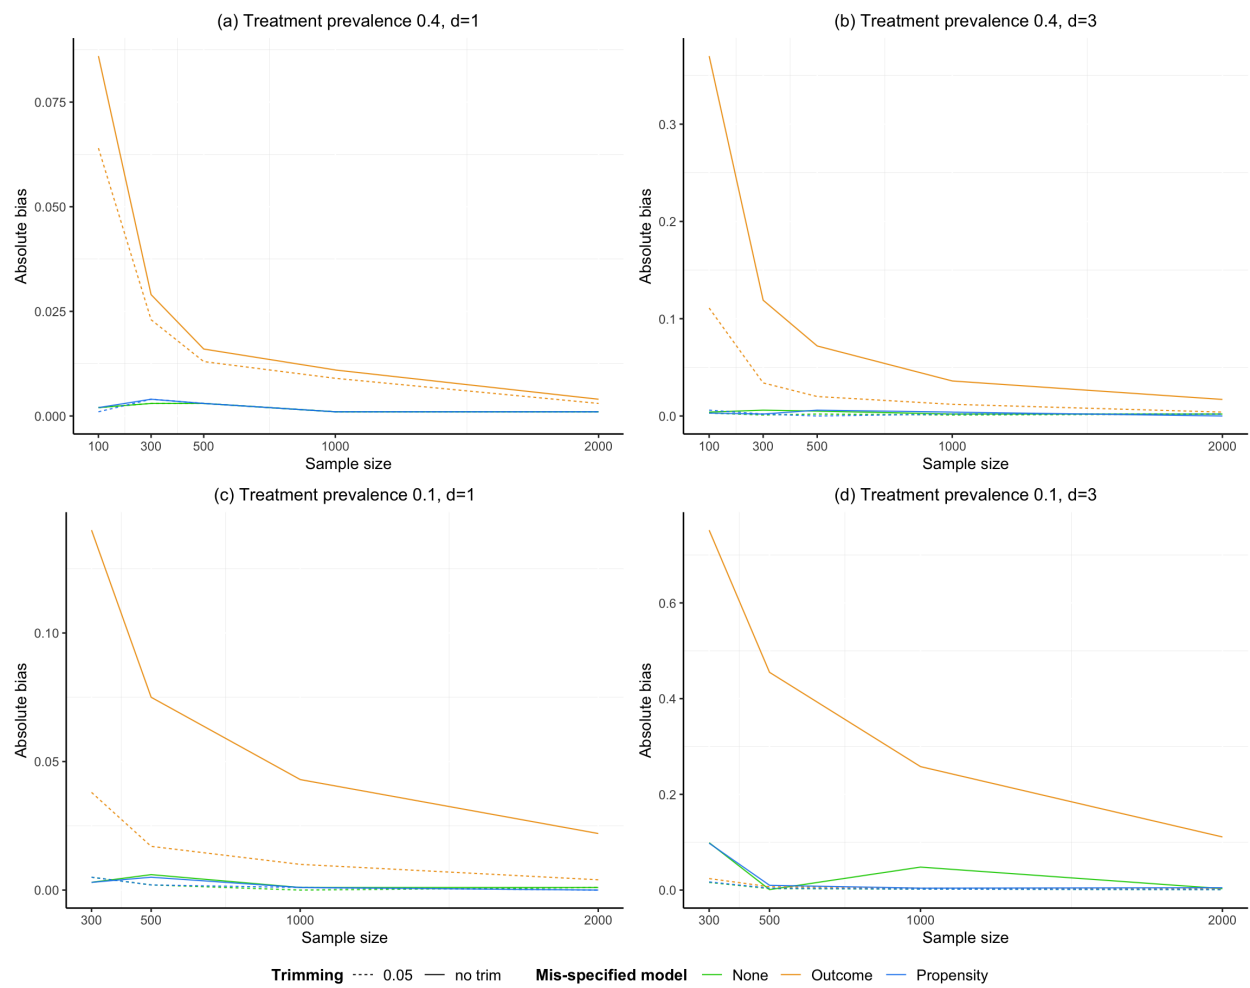 (a) Treatment prevalence 0.4, d=1
Absolute bias
0.075
0.050
0.025
0.000
100 300 500 1000 2000
Sample size
(b) Treatment prevalence 0.4, d=3
Absolute bias
0.3
0.2
0.1
0.0
100 300 500 1000 2000
Sample size
(c) Treatment prevalence 0.1, d=1
Absolute bias
0.10
0.05
0.00
300 500 1000 2000
Sample size
(d) Treatment prevalence 0.1, d=3
Absolute bias
0.6
0.4
0.2
0.0
300 500 1000 2000
Sample size
Trimming 0.05 no trim Mis-specified model None Outcome Propensity